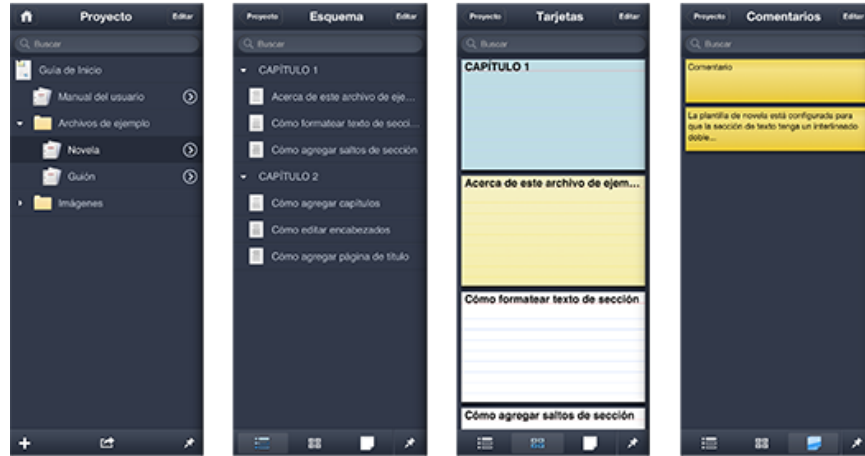 Proyecto
Editar
Buscar
Guía de Inicio
Manual del usuario
Archivos de ejemplo
Novela
Guión
Imágenes
Proyecto
Esquema
Editar
Buscar
CAPÍTULO 1
Acerca de este archivo de eje...
Cómo formatear texto de secci...
Cómo agregar saltos de sección
CAPÍTULO 2
Cómo agregar capítulos
Cómo editar encabezados
Cómo agregar página de título
Proyecto
Tarjetas
Editar
Buscar
CAPÍTULO 1
Acerca de este archivo de ejem...
Cómo formatear texto de sección
Cómo agregar saltos de sección
Proyecto
Comentarios
Editar
Buscar
Comentario
La plantilla de novela está configurada para
que la sección de texto tenga un interlineado
doble...